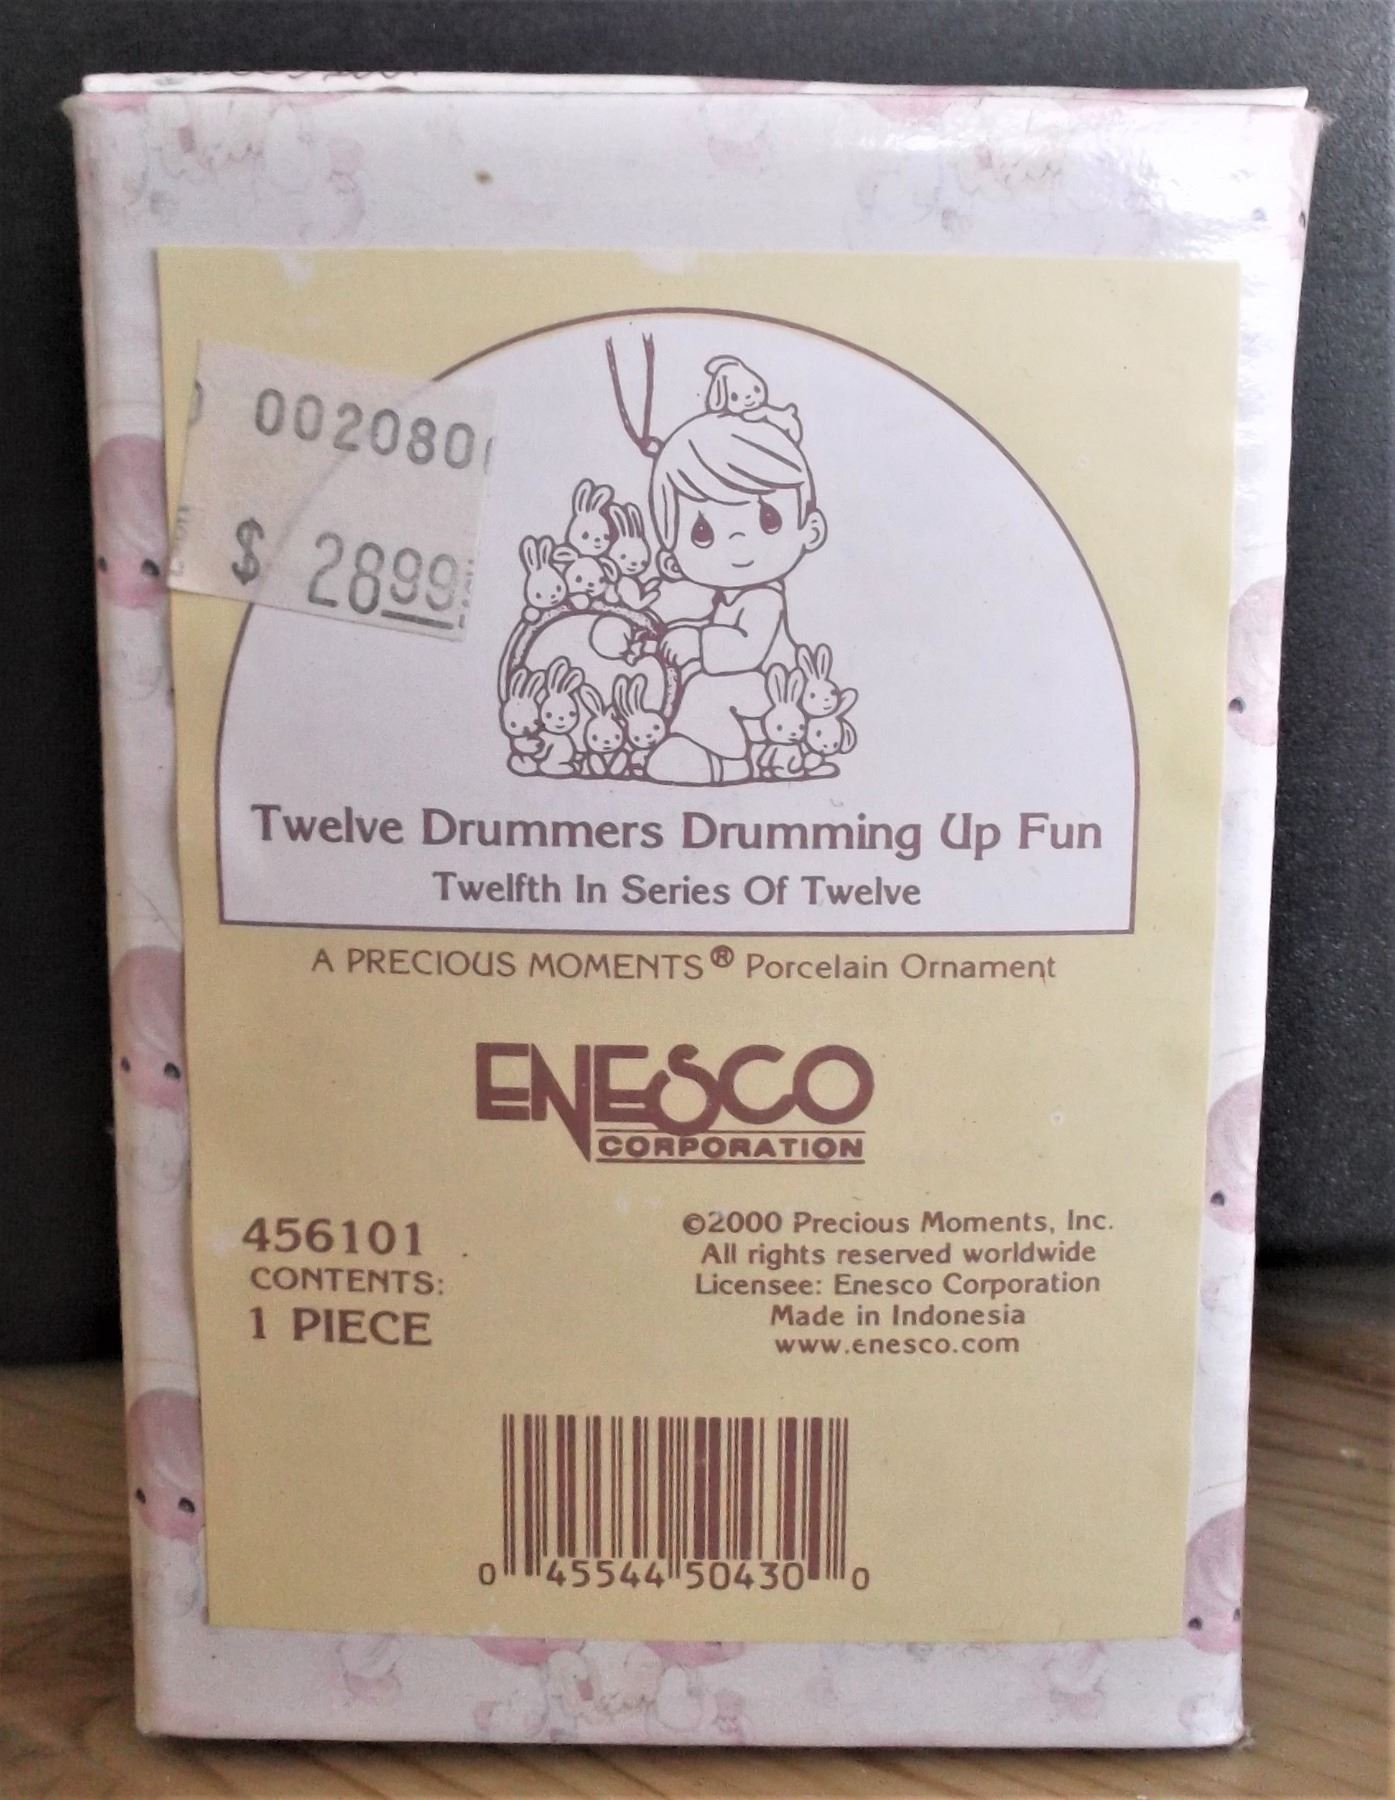 002080
$ 2899
Twelve Drummers Drumming Up Fun
Twelfth In Series Of Twelve
A PRECIOUS MOMENTS® Porcelain Ornament
ENESCO
CORPORATION
456101
CONTENTS:
1 PIECE
©2000 Precious Moments, Inc.
All rights reserved worldwide
Licensee: Enesco Corporation
Made in Indonesia
www.enesco.com
0 45544 50430 0